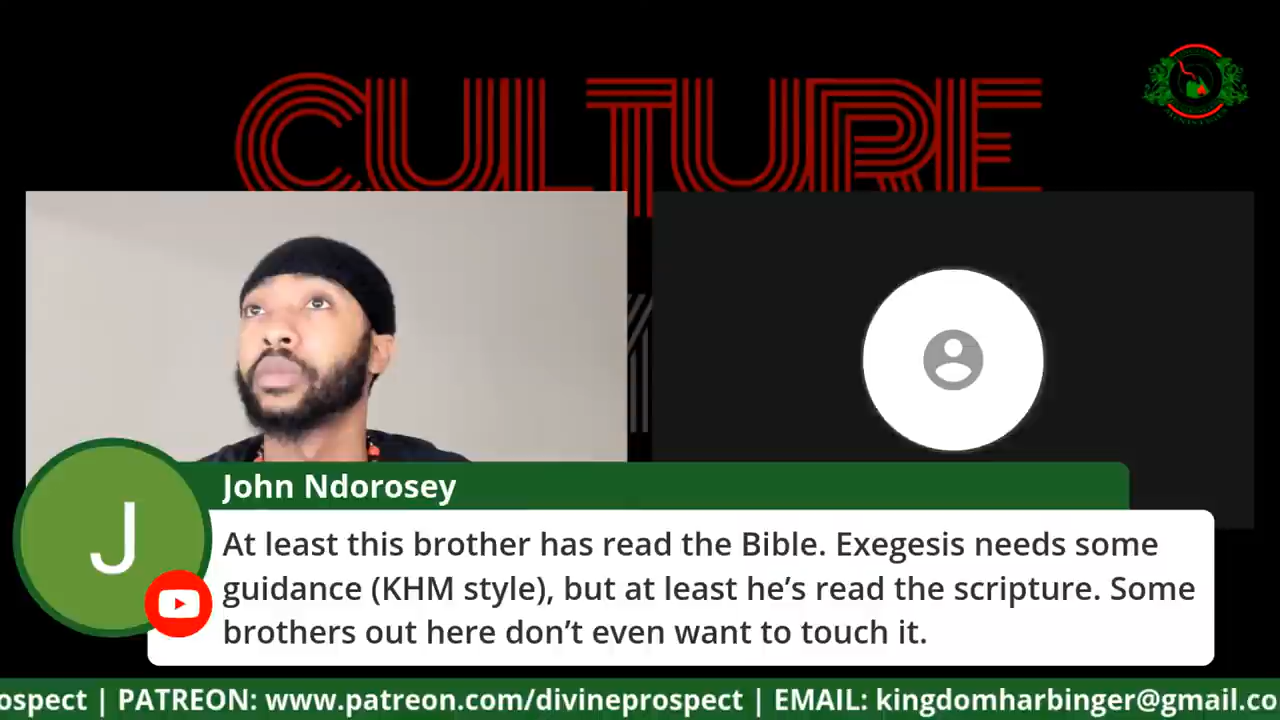 CULTURE
J
John Ndorosey
At least this brother has read the Bible. Exegesis needs some
guidance (KHM style), but at least he’s read the scripture. Some
brothers out here don’t even want to touch it.
ospect | PATREON: www.patreon.com/divineprospect | EMAIL: kingdomharbinger@gmail.co